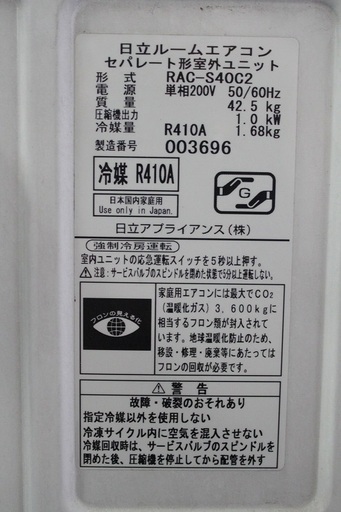 日立ルームエアコン
セパレート形室外ユニット
形 式 RAC-S40C2
電 源 単相200V 50/60Hz
質 量 42.5 kg
圧縮機出力 1.0 kW
冷媒量 R410A 1.68kg
製造番号 003696
冷媒 R410A
日本国内家庭用
Use only in Japan.
G
日立アプライアンス(株)
強制冷房運転
室内ユニットの応急運転スイッチを5秒以上押す。
⚠注意:サービスバルブのスピンドルを閉めた状態で5分以上運転しない。
フロンの見える化
家庭用エアコンには最大でCO₂
(温暖化ガス) 3,600kgに
相当するフロン類が封入されて
います。地球温暖化防止のため、
移設・修理・廃棄等にあたっては
フロンの回収が必要です。
⚠警告
故障・破裂のおそれあり
指定冷媒以外を使用しない
冷凍サイクル内に空気を混入させない
冷媒回収時は、サービスバルブのスピンドルを
閉めた後、圧縮機を停止してから配管を外す